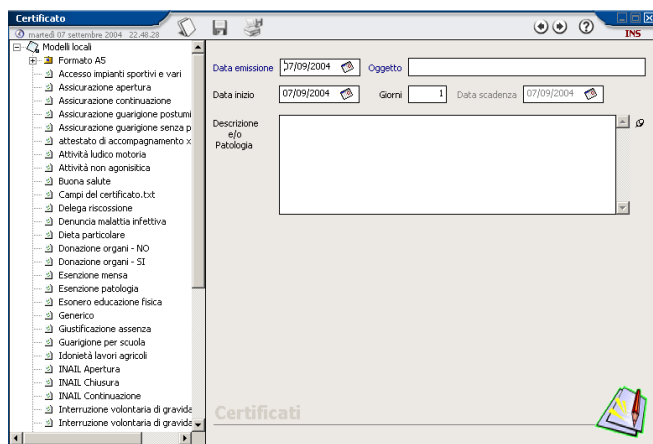 Certificato
martedì 07 settembre 2004 22.48.28
INS
Modelli locali
Formato A5
Accesso impianti sportivi e vari
Assicurazione apertura
Assicurazione continuazione
Assicurazione guarigione postumi
Assicurazione guarigione senza p
attestato di accompagnamento x
Attività ludico motoria
Attività non agonisitica
Buona salute
Campi del certificato.txt
Delega riscossione
Denuncia malattia infettiva
Dieta particolare
Donazione organi - NO
Donazione organi - SI
Esenzione mensa
Esenzione patologia
Esonero educazione fisica
Generico
Giustificazione assenza
Guarigione per scuola
Idonietà lavori agricoli
INAIL Apertura
INAIL Chiusura
INAIL Continuazione
Interruzione volontaria di gravida
Interruzione volontaria di gravida
Data emissione 07/09/2004 Oggetto
Data inizio 07/09/2004 Giorni 1 Data scadenza 07/09/2004
Descrizione
e/o
Patologia
Certificati